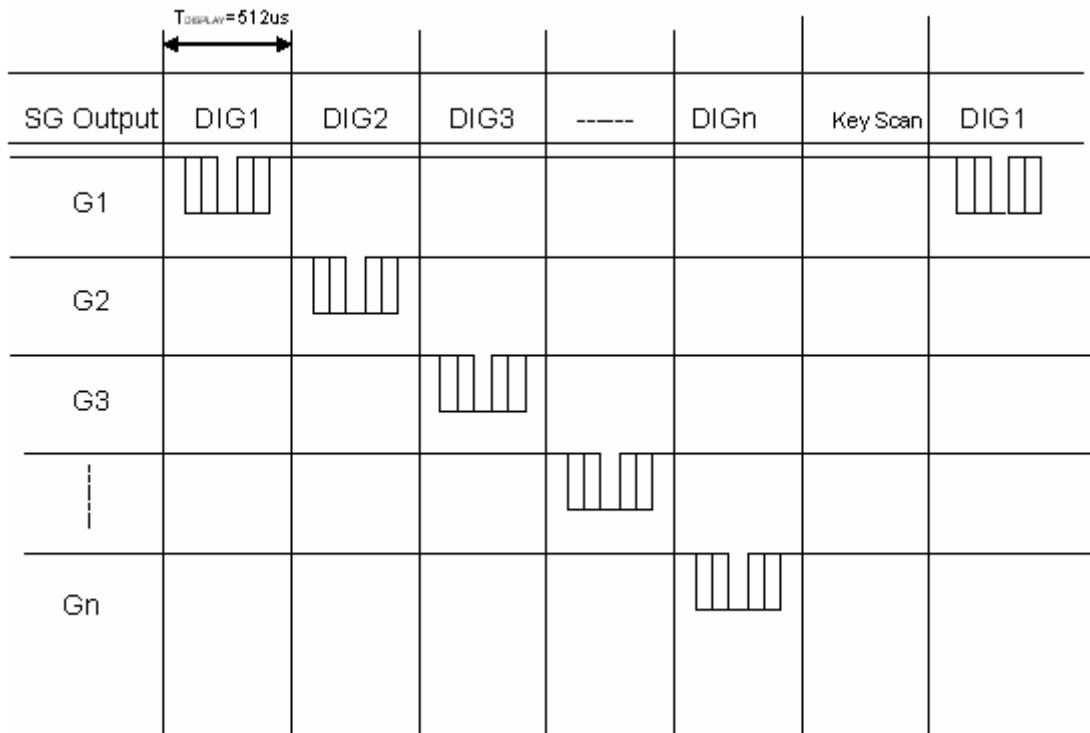 TDISPLAY=512us
SG Output DIG1 DIG2 DIG3 ------ DIGn Key Scan DIG1
G1
G2
G3
Gn